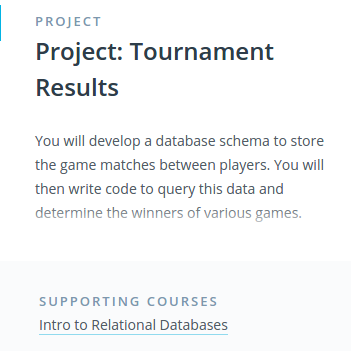 PROJECT
Project: Tournament
Results
You will develop a database schema to store
the game matches between players. You will
then write code to query this data and
determine the winners of various games.
SUPPORTING COURSES
Intro to Relational Databases